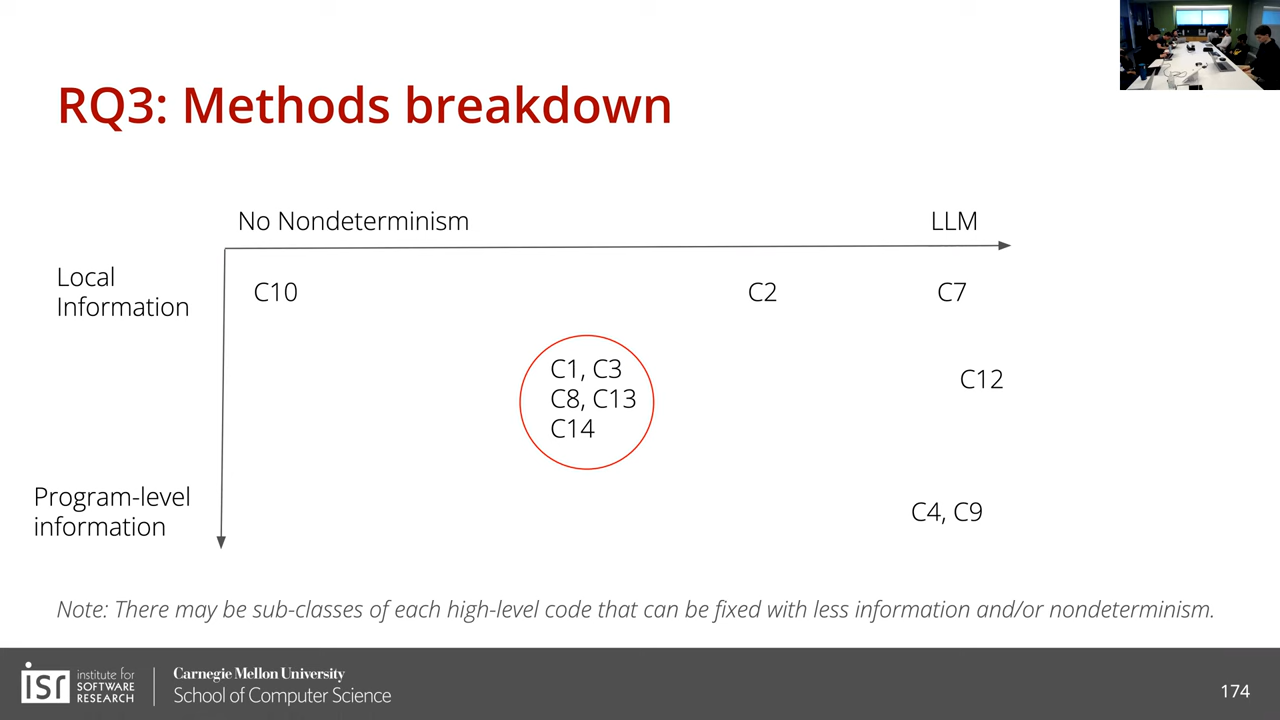 RQ3: Methods breakdown
No Nondeterminism
LLM
Local
Information
C10
C2
C7
C1, C3
C8, C13
C14
C12
Program-level
information
C4, C9
Note: There may be sub-classes of each high-level code that can be fixed with less information and/or nondeterminism.
isr
institute for
SOFTWARE
RESEARCH
Carnegie Mellon University
School of Computer Science
174